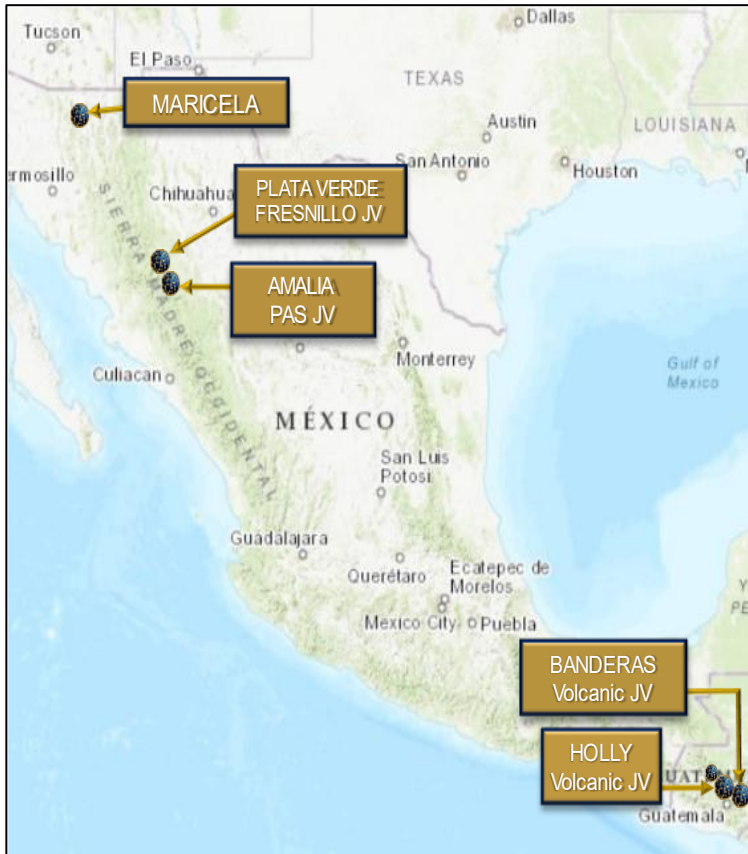 Dallas
Tucson
El Paso
TEXAS
MARICELA
Austin
LOUISIANA
San Antonio
Houston
ermosillo
Chihuahua
PLATA VERDE
FRESNILLO JV
SIERRA MADRE OCCIDENTAL
AMALIA
PAS JV
Monterrey
Gulf of
Mexico
Culiacan
MÉXICO
San Luis
Potosi
Guadalajara
Querétaro
Ecatepec de
Morelos
Mexico City
Puebla
Y
PE
BANDERAS
Volcanic JV
HOLLY
Volcanic JV
UAT
Guatemala